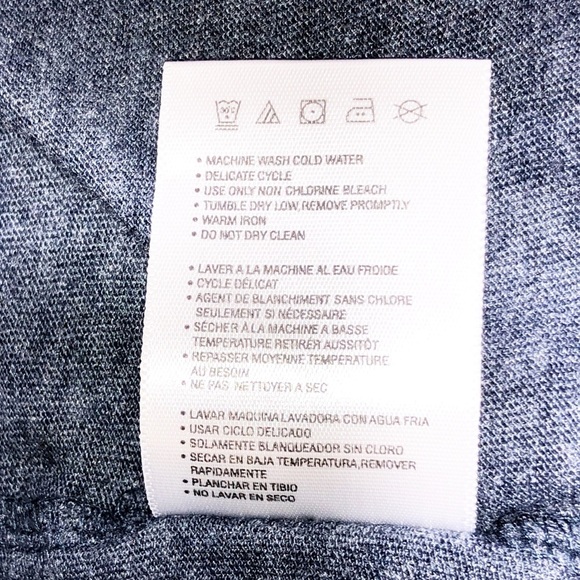 • MACHINE WASH COLD WATER
• DELICATE CYCLE
• USE ONLY NON CHLORINE BLEACH
• TUMBLE DRY LOW, REMOVE PROMPTLY
• WARM IRON
• DO NOT DRY CLEAN
• LAVER A LA MACHINE AL EAU FROIDE
• CYCLE DÉLICAT
• AGENT DE BLANCHIMENT SANS CHLORE
SEULEMENT SI NÉCESSAIRE
• SÉCHER À LA MACHINE A BASSE
TEMPERATURE RETIRÉR AUSSITÔT
• REPASSER MOYENNE TEMPERATURE
AU BESOIN
• NE PAS NETTOYER A SEC
• LAVAR MAQUINA LAVADORA CON AGUA FRIA
• USAR CICLO DELICADO
• SOLAMENTE BLANQUEADOR SIN CLORO
• SECAR EN BAJA TEMPERATURA, REMOVER
RAPIDAMENTE
• PLANCHAR EN TIBIO
• NO LAVAR EN SECO